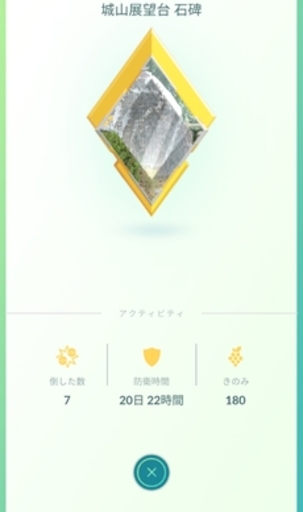 城山展望台 石碑
アクティビティ
倒した数
防衛時間
きのみ
7
20日 22時間
180